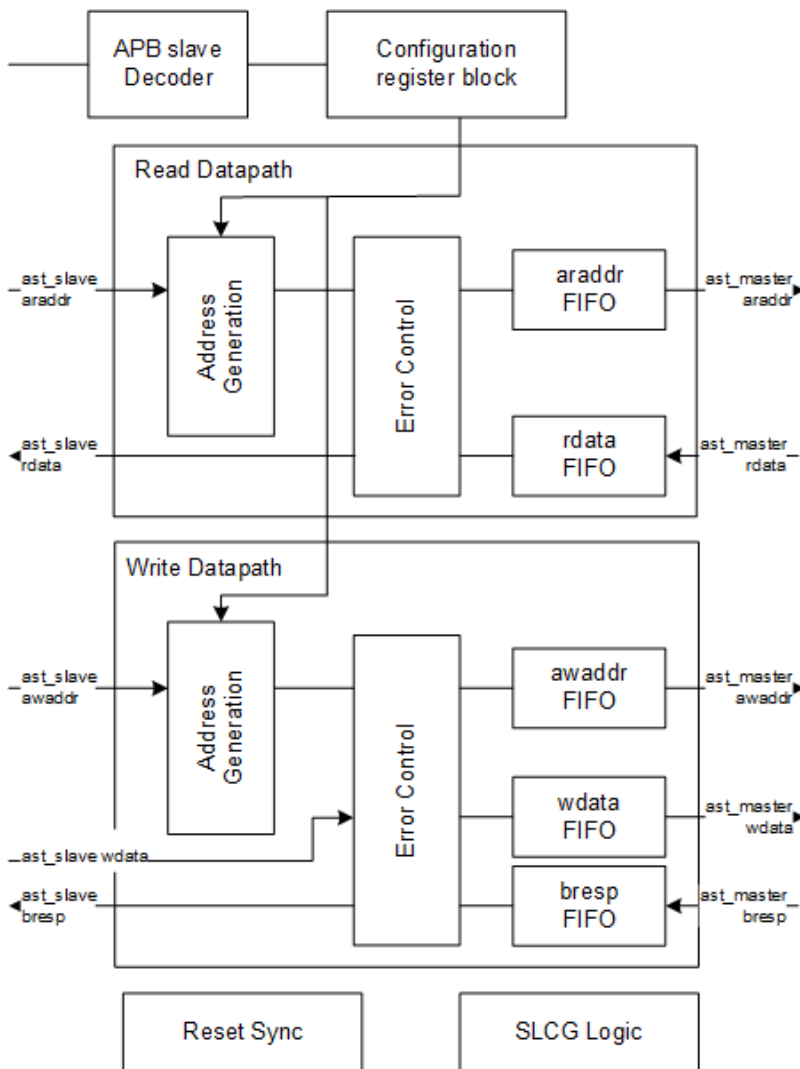 APB slave
Decoder
Configuration
register block
Read Datapath
ast_slave
araddr
Address
Generation
Error Control
araddr
FIFO
ast_master
araddr
ast_slave
rdata
rdata
FIFO
ast_master
rdata
Write Datapath
ast_slave
awaddr
Address
Generation
Error Control
awaddr
FIFO
ast_master
awaddr
wdata
FIFO
ast_master
wdata
ast_slave wdata
ast_slave
bresp
bresp
FIFO
ast_master
bresp
Reset Sync
SLCG Logic